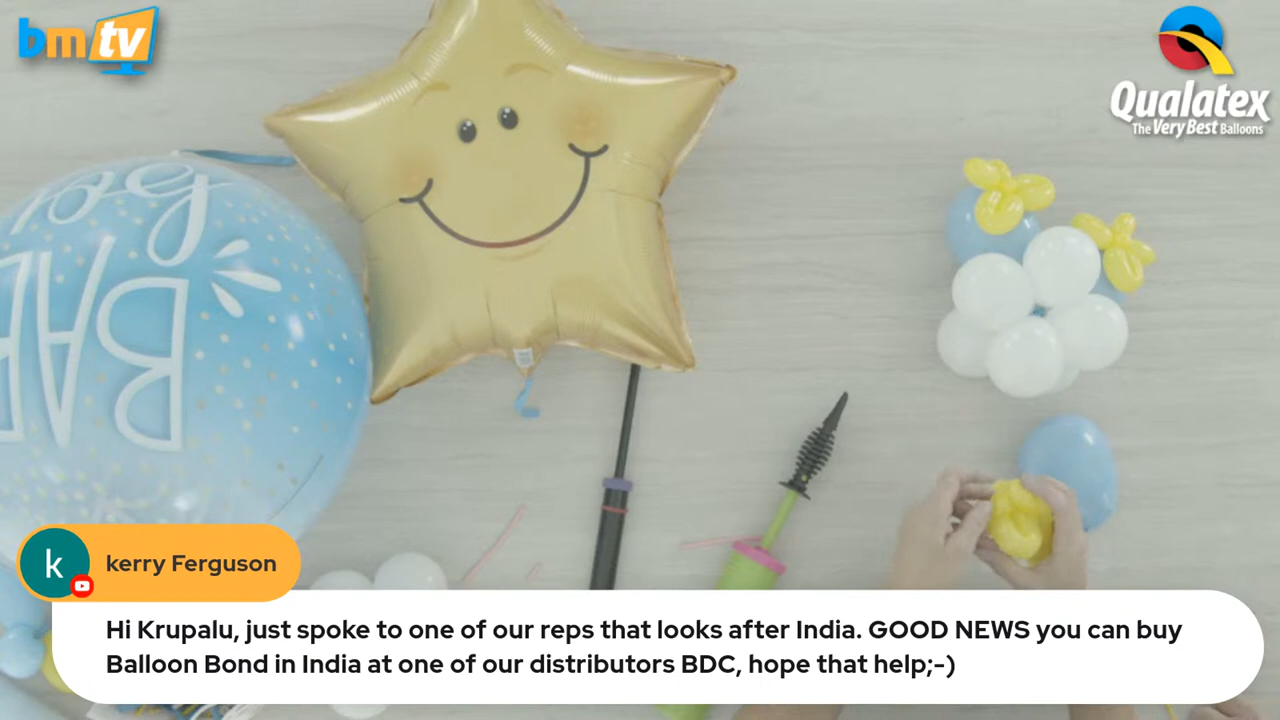 bmtv
Qualatex
The Very Best Balloons
BABY
boy
k
kerry Ferguson
Hi Krupalu, just spoke to one of our reps that looks after India. GOOD NEWS you can buy
Balloon Bond in India at one of our distributors BDC, hope that help;-)